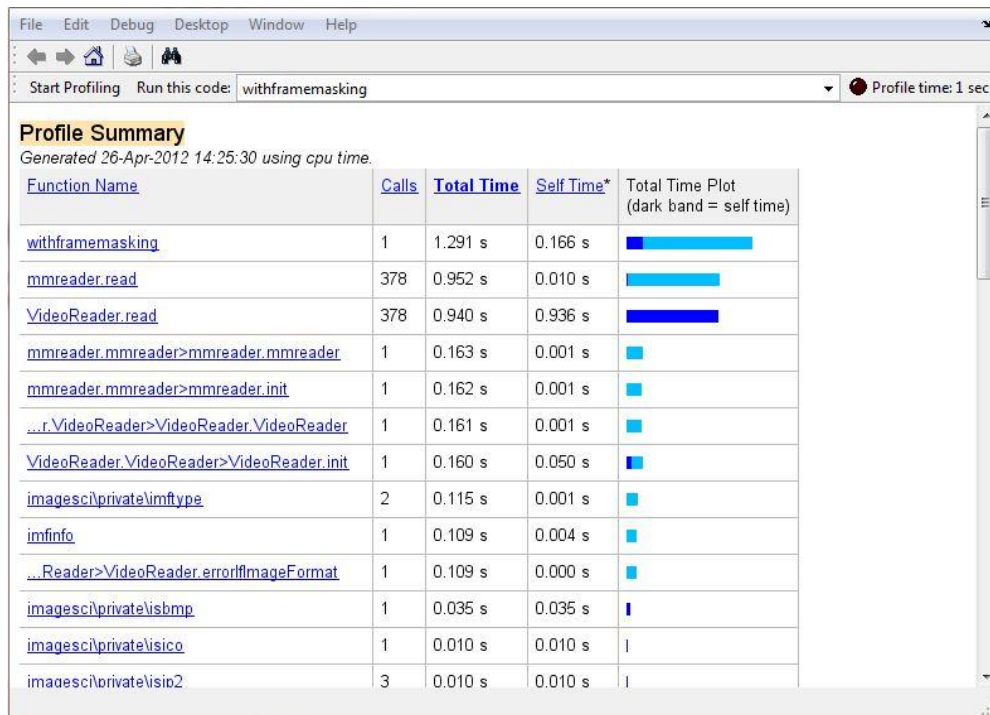 File Edit Debug Desktop Window Help
Start Profiling Run this code: withframemasking Profile time: 1 sec
Profile Summary
Generated 26-Apr-2012 14:25:30 using cpu time.
Function Name Calls Total Time Self Time* Total Time Plot
(dark band = self time)
withframemasking 1 1.291 s 0.166 s
mmreader.read 378 0.952 s 0.010 s
VideoReader.read 378 0.940 s 0.936 s
mmreader.mmreader>mmreader.mmreader 1 0.163 s 0.001 s
mmreader.mmreader>mmreader.init 1 0.162 s 0.001 s
...r.VideoReader>VideoReader.VideoReader 1 0.161 s 0.001 s
VideoReader.VideoReader>VideoReader.init 1 0.160 s 0.050 s
imagesci\private\imftype 2 0.115 s 0.001 s
imfinfo 1 0.109 s 0.004 s
...Reader>VideoReader.errorIfImageFormat 1 0.109 s 0.000 s
imagesci\private\isbmp 1 0.035 s 0.035 s
imagesci\private\isico 1 0.010 s 0.010 s
imagesci\private\isjp2 3 0.010 s 0.010 s